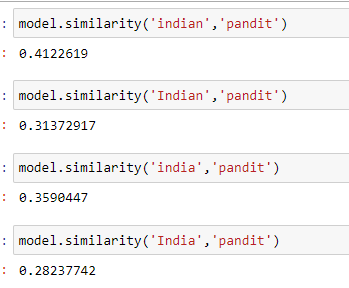 : model.similarity('indian','pandit')
: 0.4122619
: model.similarity('Indian','pandit')
: 0.31372917
: model.similarity('india','pandit')
: 0.3590447
: model.similarity('India','pandit')
: 0.28237742